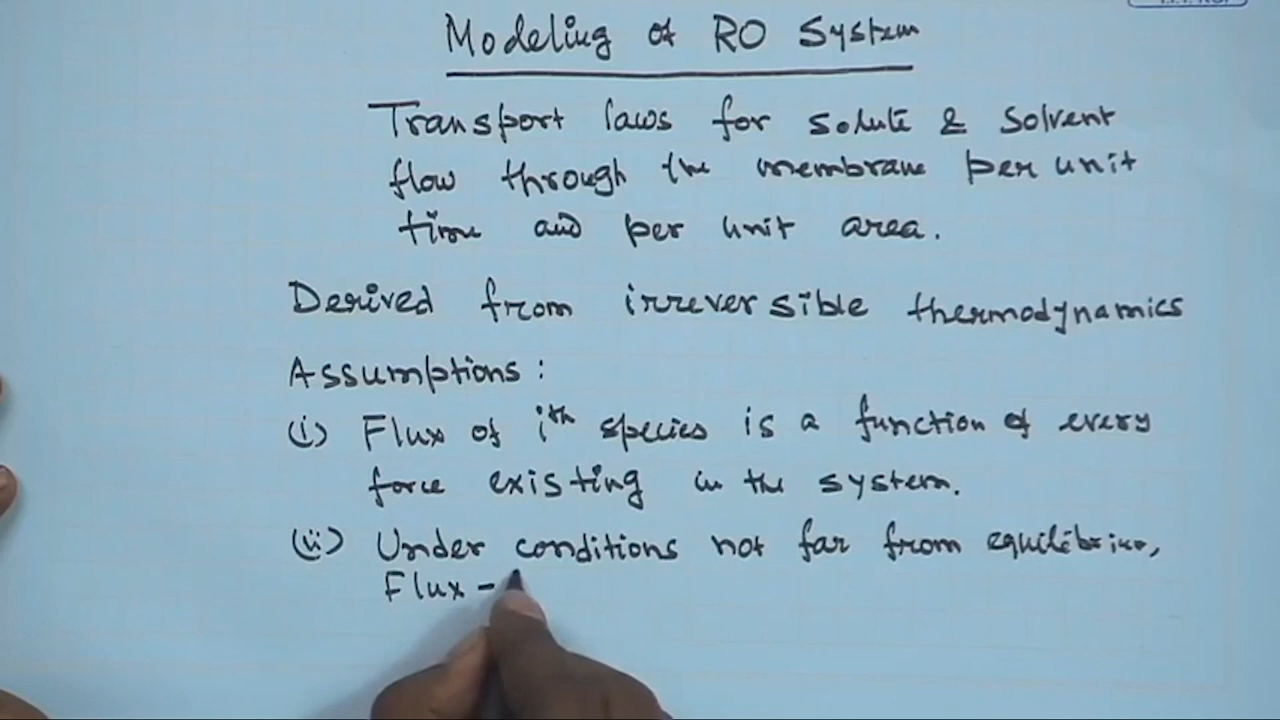 Modeling of RO System
Transport laws for solute & solvent
flow through the membrane per unit
time and per unit area.
Derived from irreversible thermodynamics
Assumptions :
(i) Flux of ith species is a function of every
force existing in the system.
(ii) Under conditions not far from equilibrium,
Flux -